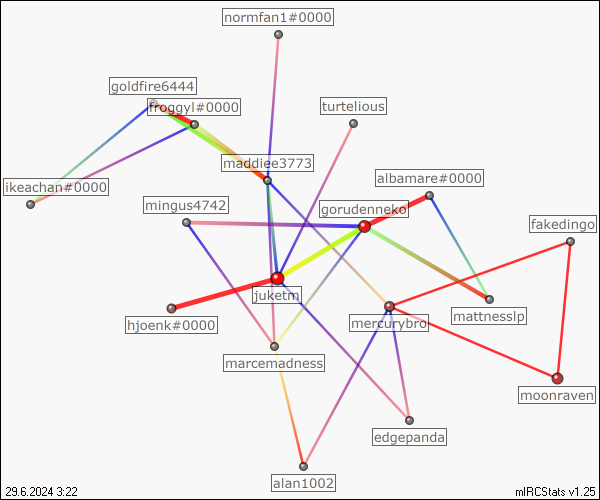 normfan1#0000
goldfire6444
froggyl#0000
turtelious
maddiee3773
ikeachan#0000
albamare#0000
mingus4742
gorudenneko
fakedingo
juketm
mattnesslp
hjoenk#0000
mercurybro
marcemadness
moonraven
edgepanda
alan1002
29.6.2024 3:22
mIRCStats v1.25